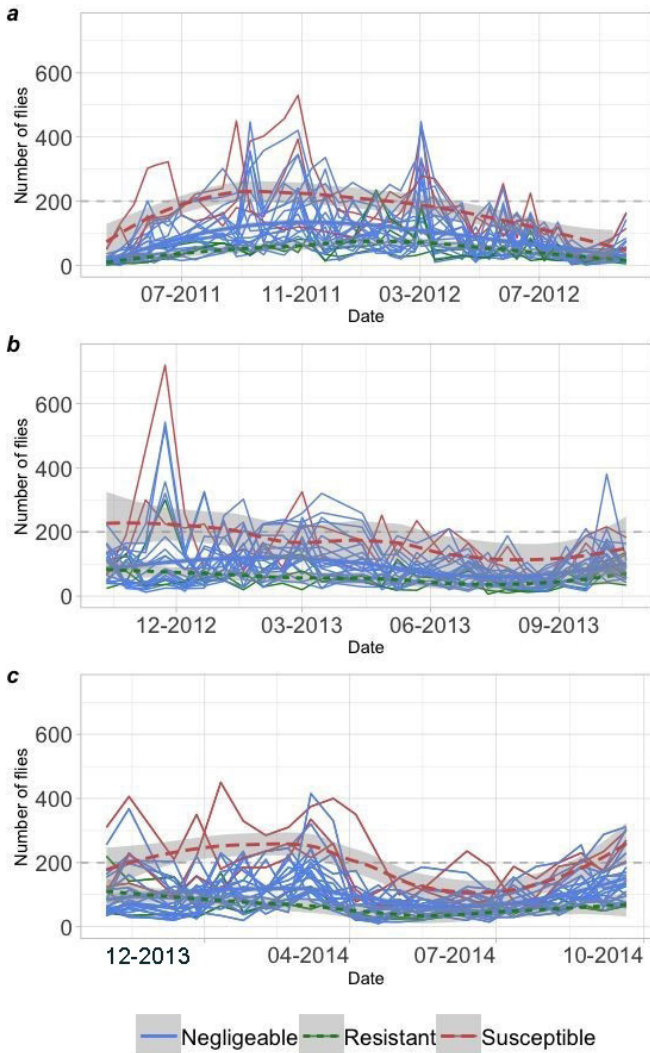 a
Number of flies
600
400
200
0
07-2011 11-2011 03-2012 07-2012
Date
b
Number of flies
600
400
200
0
12-2012 03-2013 06-2013 09-2013
Date
c
Number of flies
600
400
200
0
12-2013 04-2014 07-2014 10-2014
Date
Negligeable Resistant Susceptible